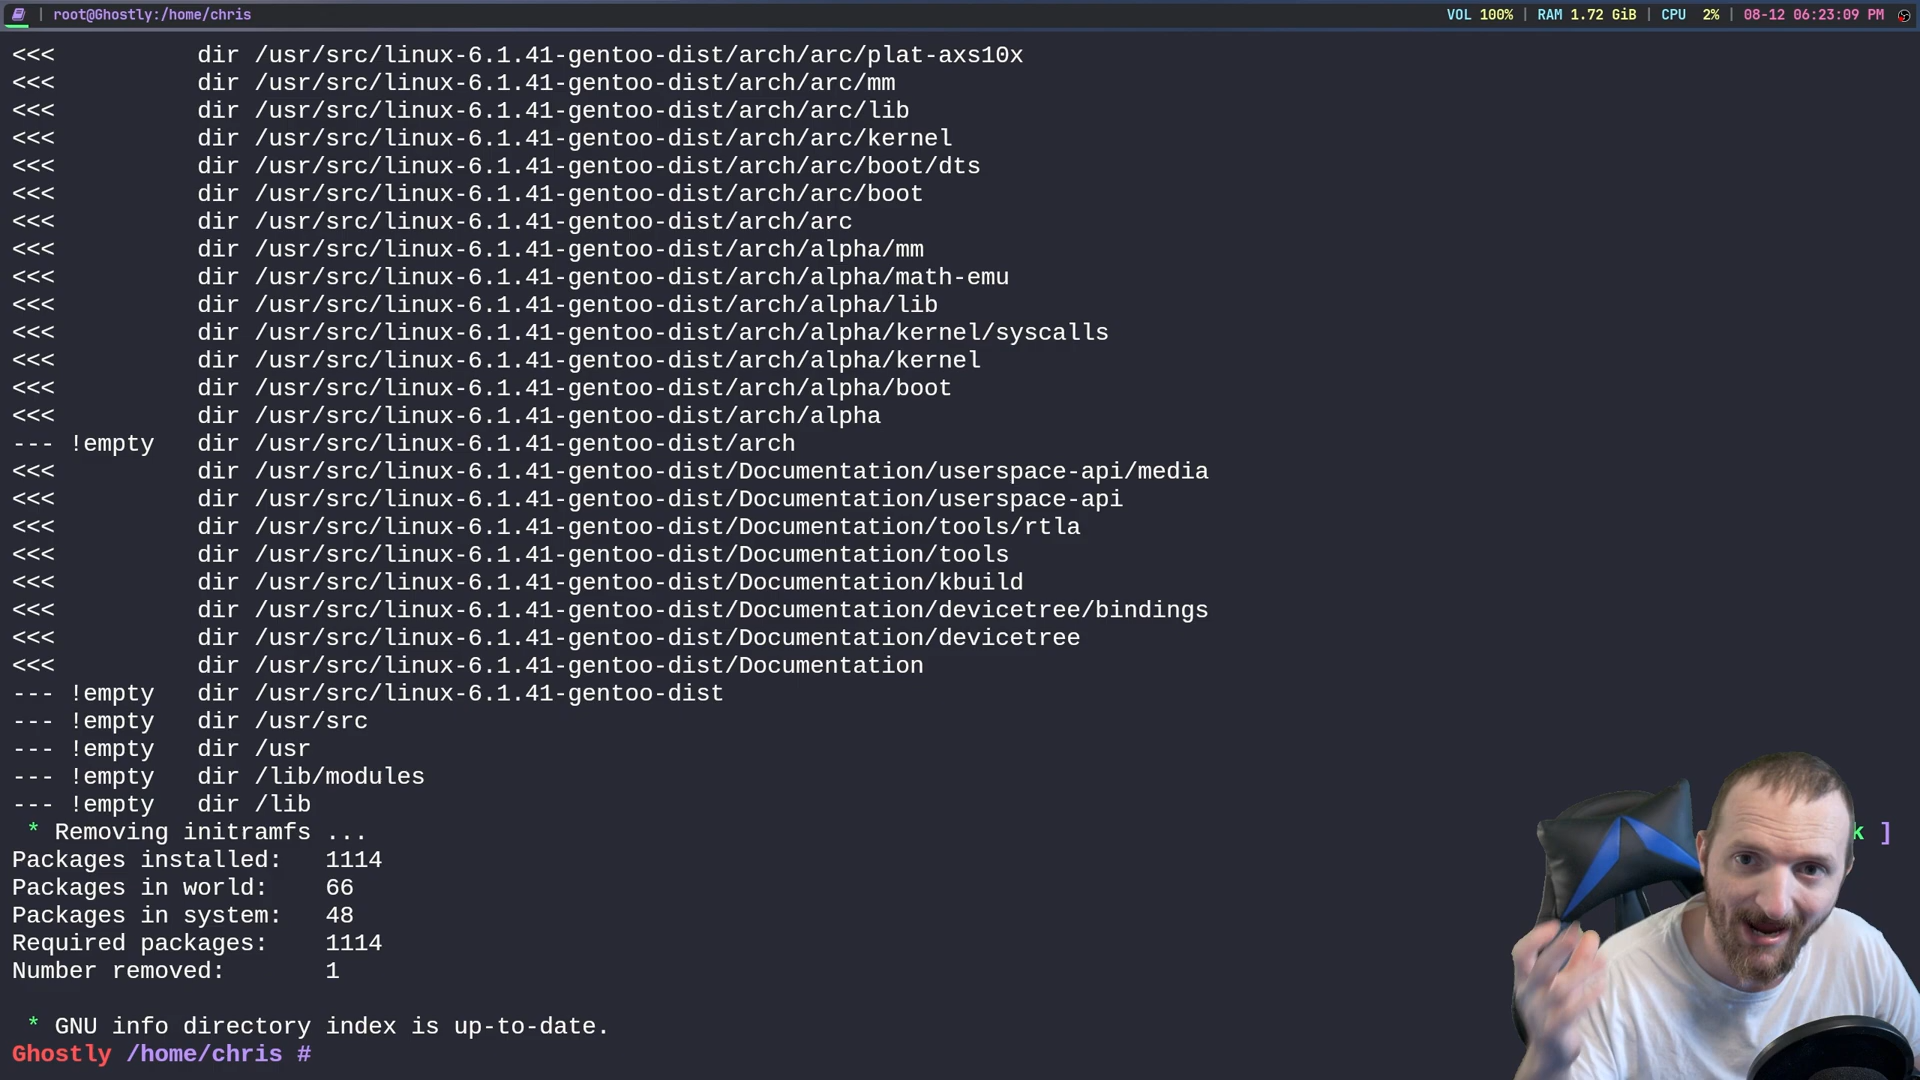 | root@Ghostly:/home/chris
VOL 100% | RAM 1.72 GiB | CPU 2% | 08-12 06:23:09 PM
<<< dir /usr/src/linux-6.1.41-gentoo-dist/arch/arc/plat-axs10x
<<< dir /usr/src/linux-6.1.41-gentoo-dist/arch/arc/mm
<<< dir /usr/src/linux-6.1.41-gentoo-dist/arch/arc/lib
<<< dir /usr/src/linux-6.1.41-gentoo-dist/arch/arc/kernel
<<< dir /usr/src/linux-6.1.41-gentoo-dist/arch/arc/boot/dts
<<< dir /usr/src/linux-6.1.41-gentoo-dist/arch/arc/boot
<<< dir /usr/src/linux-6.1.41-gentoo-dist/arch/arc
<<< dir /usr/src/linux-6.1.41-gentoo-dist/arch/alpha/mm
<<< dir /usr/src/linux-6.1.41-gentoo-dist/arch/alpha/math-emu
<<< dir /usr/src/linux-6.1.41-gentoo-dist/arch/alpha/lib
<<< dir /usr/src/linux-6.1.41-gentoo-dist/arch/alpha/kernel/syscalls
<<< dir /usr/src/linux-6.1.41-gentoo-dist/arch/alpha/kernel
<<< dir /usr/src/linux-6.1.41-gentoo-dist/arch/alpha/boot
<<< dir /usr/src/linux-6.1.41-gentoo-dist/arch/alpha
--- !empty dir /usr/src/linux-6.1.41-gentoo-dist/arch
<<< dir /usr/src/linux-6.1.41-gentoo-dist/Documentation/userspace-api/media
<<< dir /usr/src/linux-6.1.41-gentoo-dist/Documentation/userspace-api
<<< dir /usr/src/linux-6.1.41-gentoo-dist/Documentation/tools/rtla
<<< dir /usr/src/linux-6.1.41-gentoo-dist/Documentation/tools
<<< dir /usr/src/linux-6.1.41-gentoo-dist/Documentation/kbuild
<<< dir /usr/src/linux-6.1.41-gentoo-dist/Documentation/devicetree/bindings
<<< dir /usr/src/linux-6.1.41-gentoo-dist/Documentation/devicetree
<<< dir /usr/src/linux-6.1.41-gentoo-dist/Documentation
--- !empty dir /usr/src/linux-6.1.41-gentoo-dist
--- !empty dir /usr/src
--- !empty dir /usr
--- !empty dir /lib/modules
--- !empty dir /lib
* Removing initramfs ... k ]
Packages installed: 1114
Packages in world: 66
Packages in system: 48
Required packages: 1114
Number removed: 1
* GNU info directory index is up-to-date.
Ghostly /home/chris #